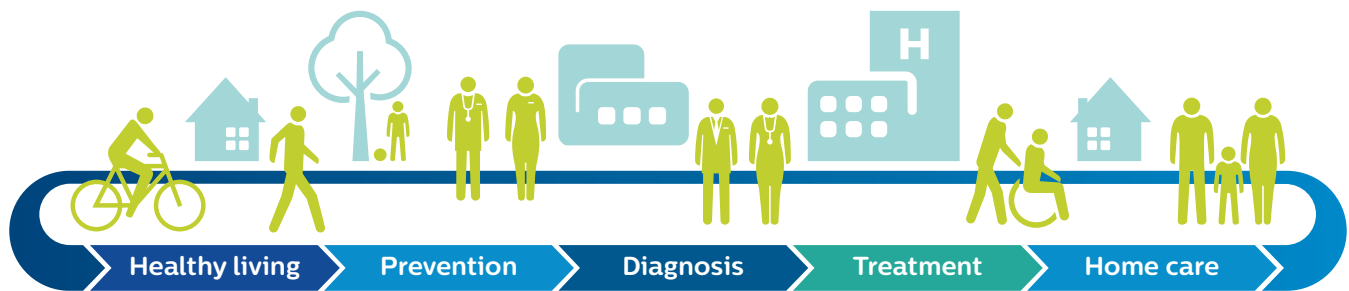 H
Healthy living
Prevention
Diagnosis
Treatment
Home care